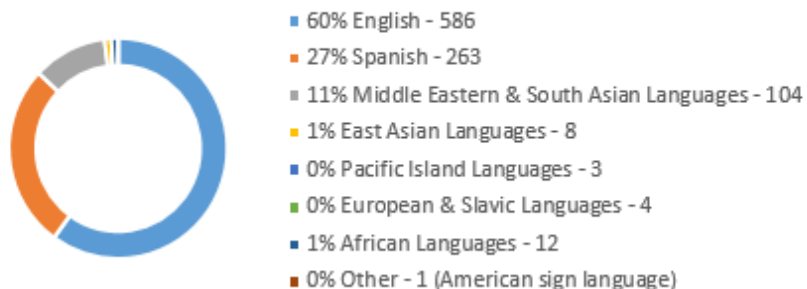 60% English - 586
27% Spanish - 263
11% Middle Eastern & South Asian Languages - 104
1% East Asian Languages - 8
0% Pacific Island Languages - 3
0% European & Slavic Languages - 4
1% African Languages - 12
0% Other - 1 (American sign language)